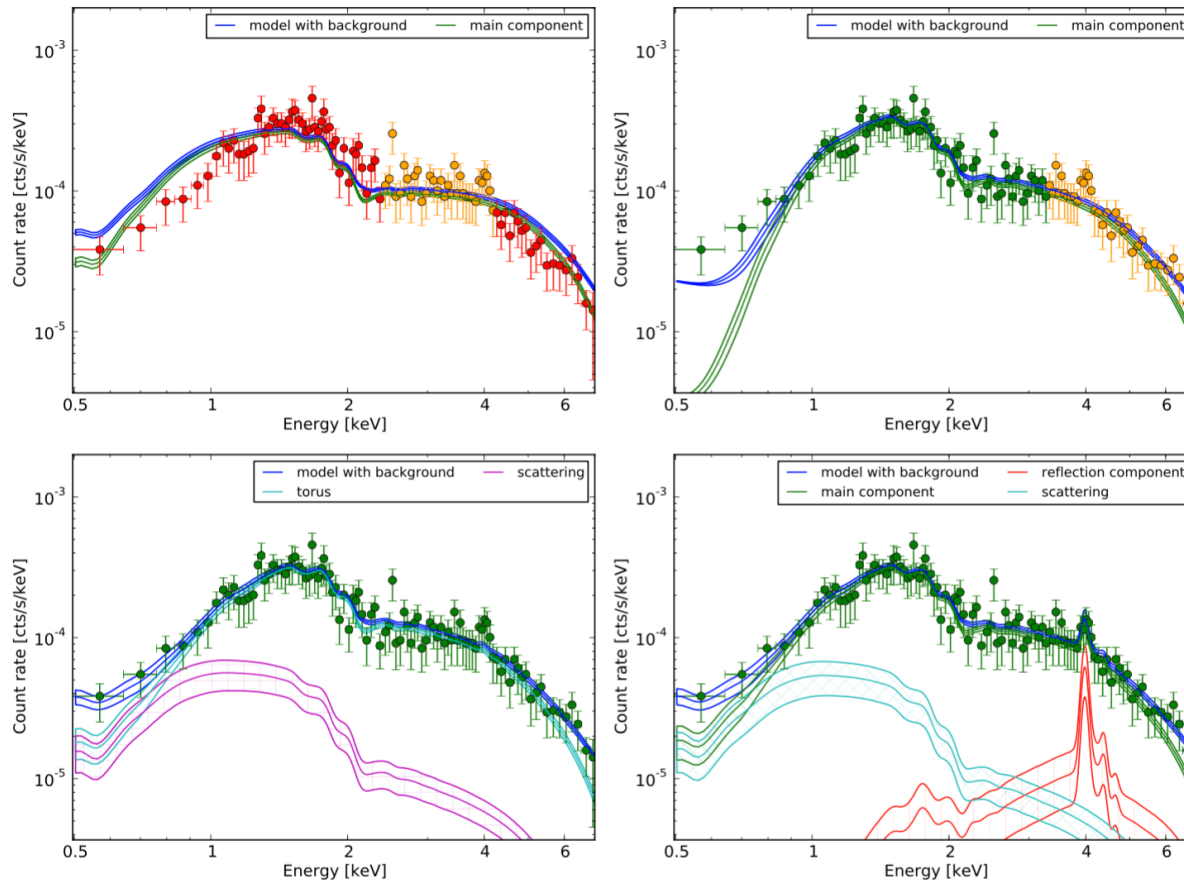 model with background main component
10⁻³
10⁻⁴
10⁻⁵
Count rate [cts/s/keV]
0.5 1 2 4 6
Energy [keV]
model with background main component
10⁻³
10⁻⁴
10⁻⁵
Count rate [cts/s/keV]
0.5 1 2 4 6
Energy [keV]
model with background scattering
torus
10⁻³
10⁻⁴
10⁻⁵
Count rate [cts/s/keV]
0.5 1 2 4 6
Energy [keV]
model with background reflection component
main component scattering
10⁻³
10⁻⁴
10⁻⁵
Count rate [cts/s/keV]
0.5 1 2 4 6
Energy [keV]